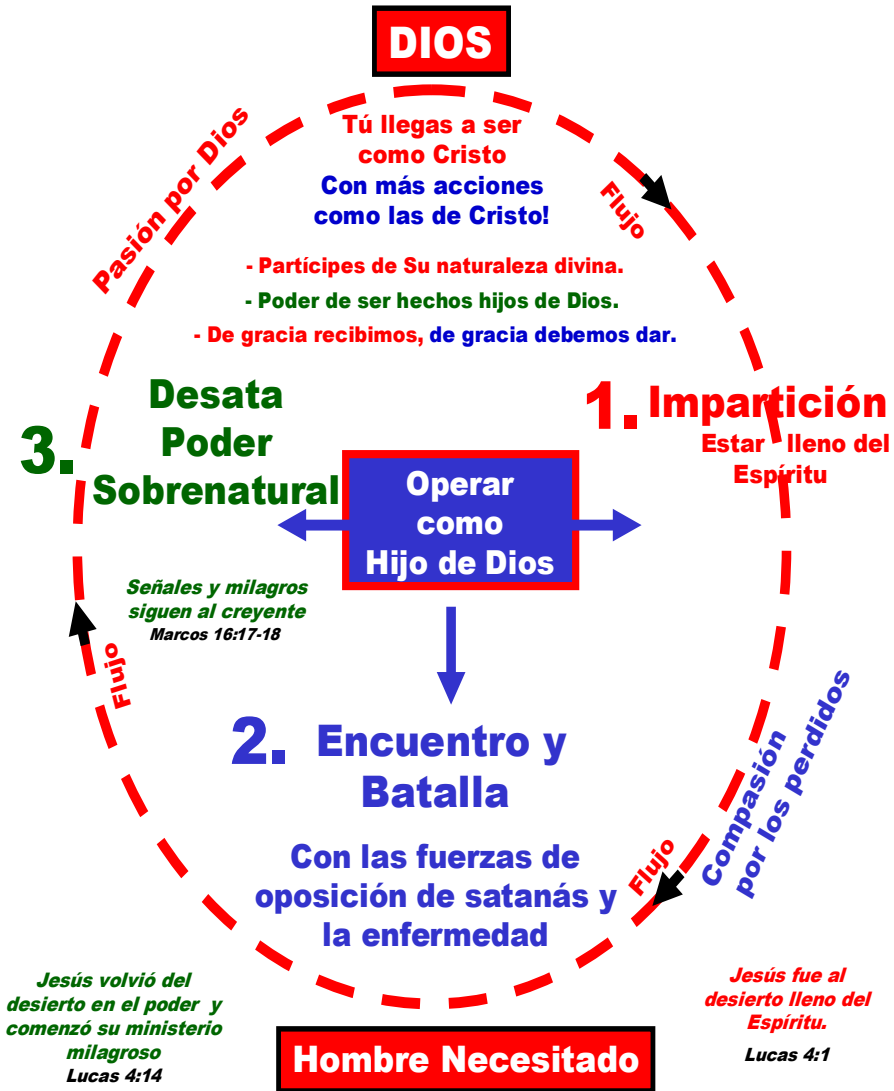 DIOS
Pasión por Dios
Tú llegas a ser
como Cristo
Con más acciones
como las de Cristo!
Flujo
- Partícipes de Su naturaleza divina.
- Poder de ser hechos hijos de Dios.
- De gracia recibimos, de gracia debemos dar.
1. Impartición
Estar lleno del
Espíritu
3. Desata
Poder
Sobrenatural
Operar
como
Hijo de Dios
Señales y milagros
siguen al creyente
Marcos 16:17-18
Flujo
2. Encuentro y
Batalla
Compasión
por los perdidos
Con las fuerzas de
oposición de satanás y
la enfermedad
Flujo
Jesús volvió del
desierto en el poder y
comenzó su ministerio
milagroso
Lucas 4:14
Jesús fue al
desierto lleno del
Espíritu.
Lucas 4:1
Hombre Necesitado